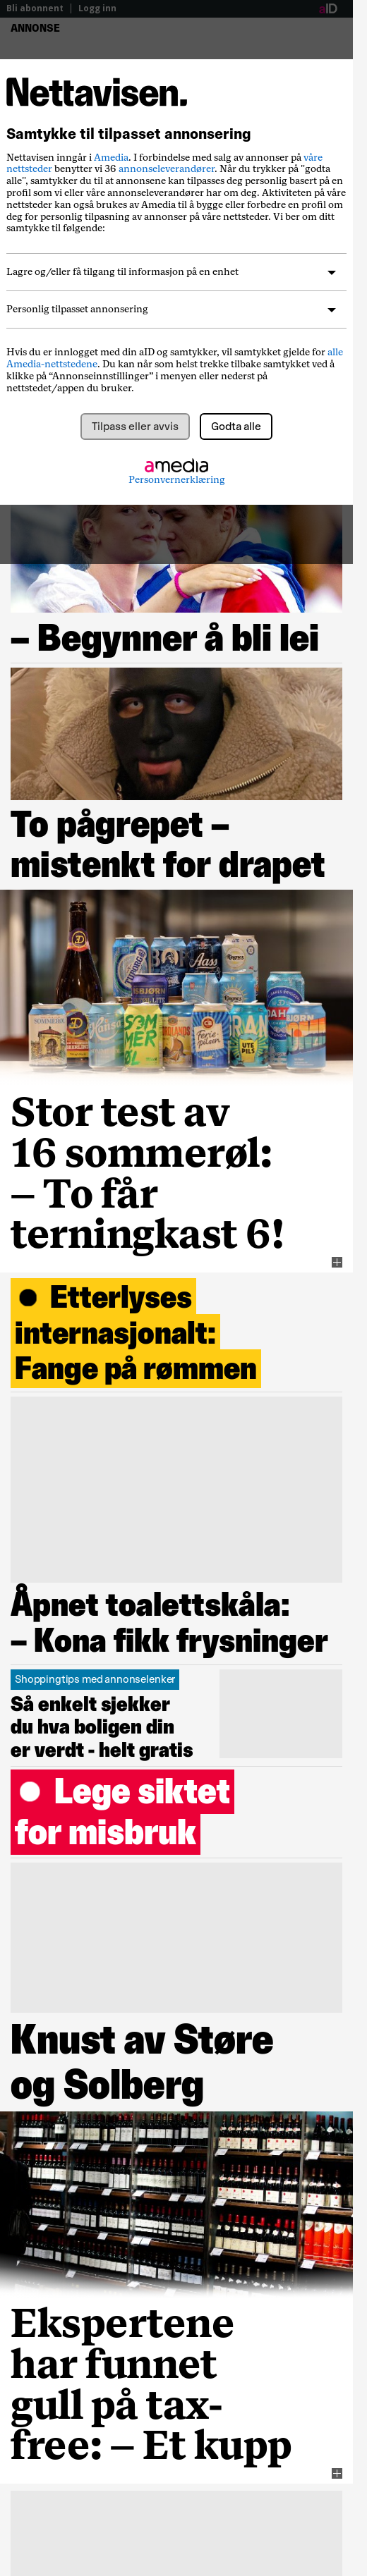 Bli abonnent | Logg inn
aID
ANNONSE
Nettavisen.
Samtykke til tilpasset annonsering
Nettavisen inngår i Amedia. I forbindelse med salg av annonser på våre
nettsteder benytter vi 36 annonseleverandører. Når du trykker på "godta
alle", samtykker du til at annonsene kan tilpasses deg personlig basert på en
profil som vi eller våre annonseleverandører har om deg. Aktiviteten på våre
nettsteder kan også brukes av Amedia til å bygge eller forbedre en profil om
deg for personlig tilpasning av annonser på våre nettsteder. Vi ber om ditt
samtykke til følgende:
Lagre og/eller få tilgang til informasjon på en enhet
Personlig tilpasset annonsering
Hvis du er innlogget med din aID og samtykker, vil samtykket gjelde for alle
Amedia-nettstedene. Du kan når som helst trekke tilbake samtykket ved å
klikke på “Annonseinnstillinger” i menyen eller nederst på
nettstedet/appen du bruker.
Tilpass eller avvis
Godta alle
amedia
Personvernerklæring
– Begynner å bli lei
To pågrepet –
mistenkt for drapet
TUBORG
Aass
SOMMERØL
Hansa
SOMMERØL
Ferie pilsen
UTE PILS
Stor test av
16 sommerøl:
– To får
terningkast 6!
Etterlyses
internasjonalt:
Fange på rømmen
Åpnet toalettskåla:
– Kona fikk frysninger
Shoppingtips med annonselenker
Så enkelt sjekker
du hva boligen din
er verdt - helt gratis
Lege siktet
for misbruk
Knust av Støre
og Solberg
Ekspertene
har funnet
gull på tax-
free: – Et kupp